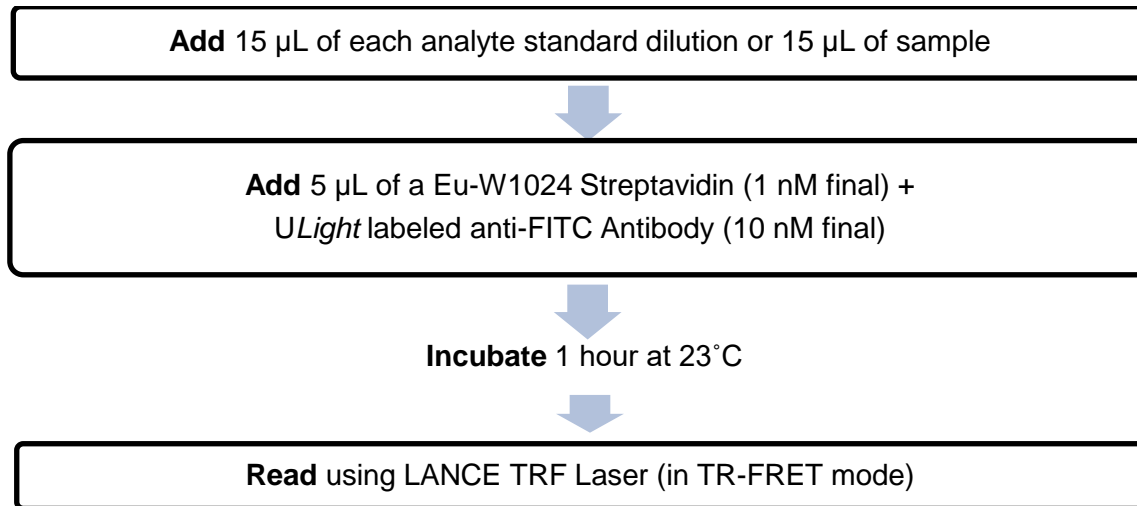 Add 15 µL of each analyte standard dilution or 15 µL of sample
Add 5 µL of a Eu-W1024 Streptavidin (1 nM final) +
ULight labeled anti-FITC Antibody (10 nM final)
Incubate 1 hour at 23˚C
Read using LANCE TRF Laser (in TR-FRET mode)